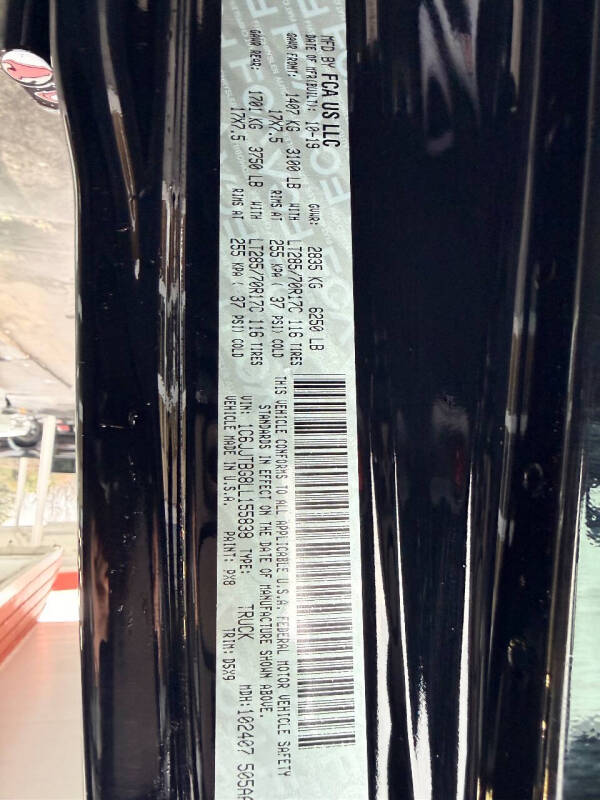 MFD BY FCA US LLC
DATE OF MFR/BUILT: 10-19 GVWR: 2835 KG 6250 LB
GAWR FRONT: 1407 KG 3100 LB WITH LT285/70R17C 116 TIRES
17X7.5 RIMS AT 255 KPA ( 37 PSI) COLD
GAWR REAR: 1701 KG 3750 LB WITH LT285/70R17C 116 TIRES
17X7.5 RIMS AT 255 KPA ( 37 PSI) COLD
THIS VEHICLE CONFORMS TO ALL APPLICABLE U.S.A. FEDERAL MOTOR VEHICLE SAFETY
STANDARDS IN EFFECT ON THE DATE OF MANUFACTURE SHOWN ABOVE.
VIN: 1C6JJTBG8LL155838 TYPE: TRUCK MDH:102407 505AA
VEHICLE MADE IN U.S.A. PAINT: PX8 TRIM: D5X9